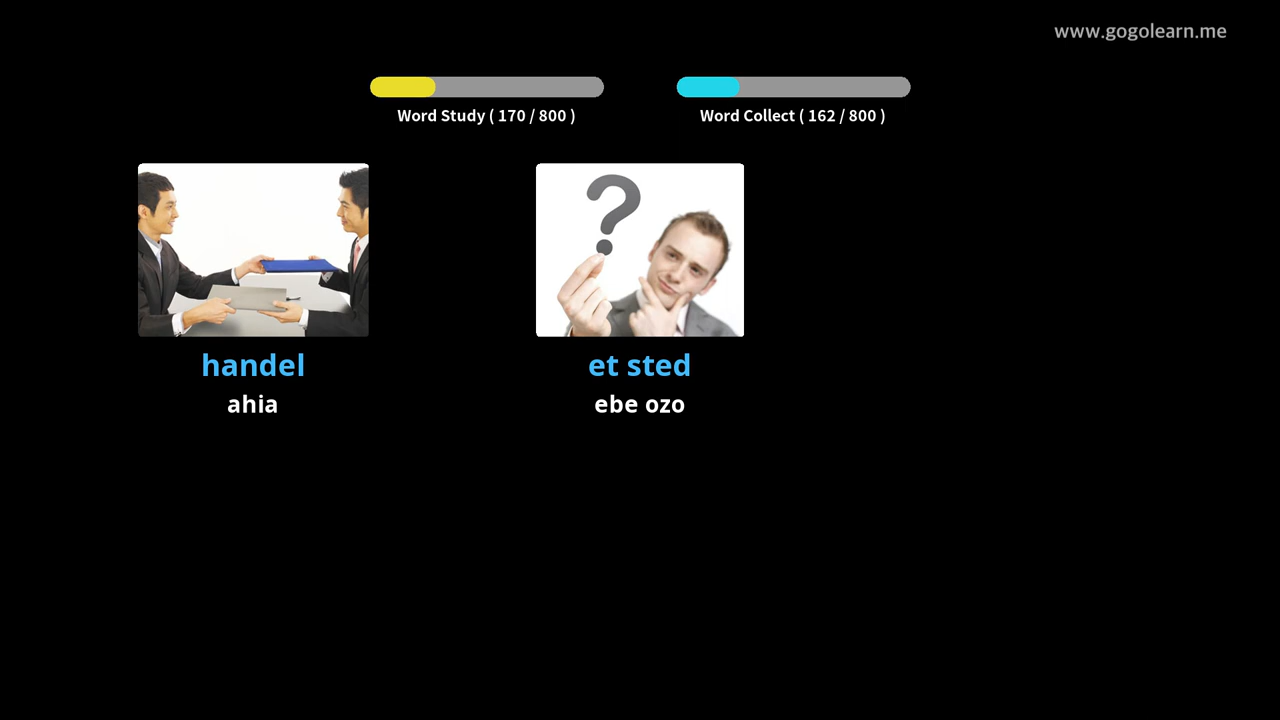 www.gogolearn.me
Word Study ( 170 / 800 )
Word Collect ( 162 / 800 )
?
handel
et sted
ahia
ebe ozo